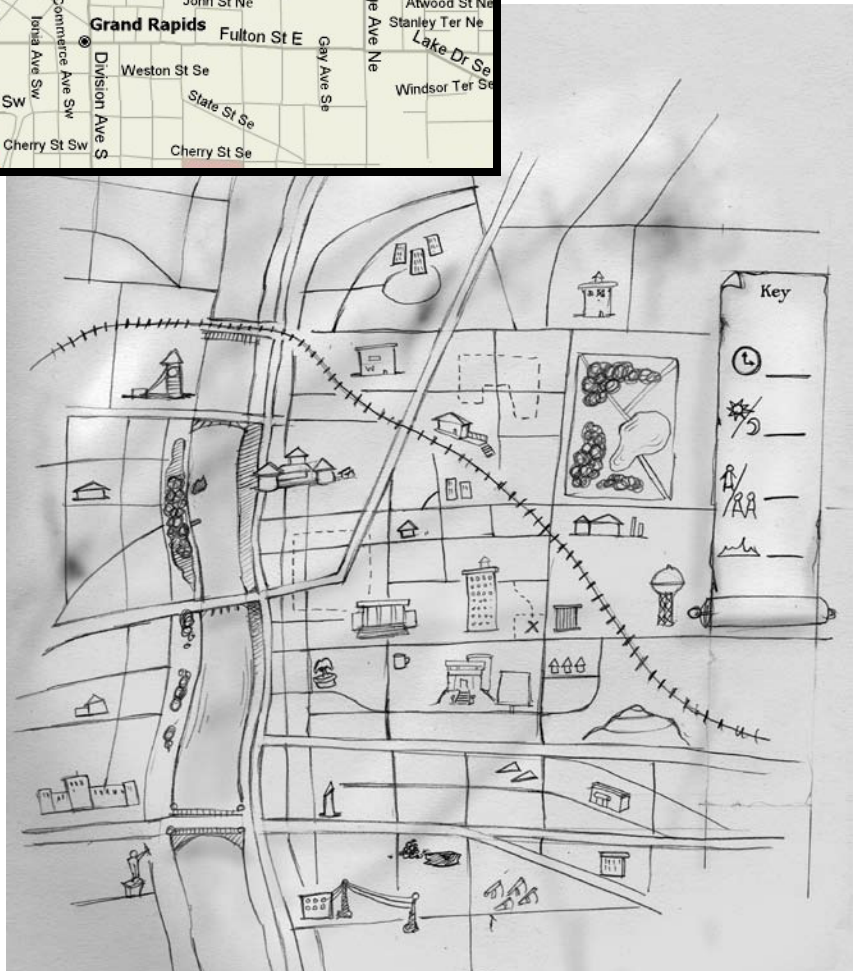 John St Ne
Atwood St Ne
Grand Rapids
Fulton St E
Stanley Ter Ne
Lake Dr Se
Ionia Ave Sw
Commerce Ave Sw
Division Ave S
Weston St Se
Gay Ave Se
Ave Ne
Windsor Ter Se
Sw
State St Se
Cherry St Sw
Cherry St Se
Key
X